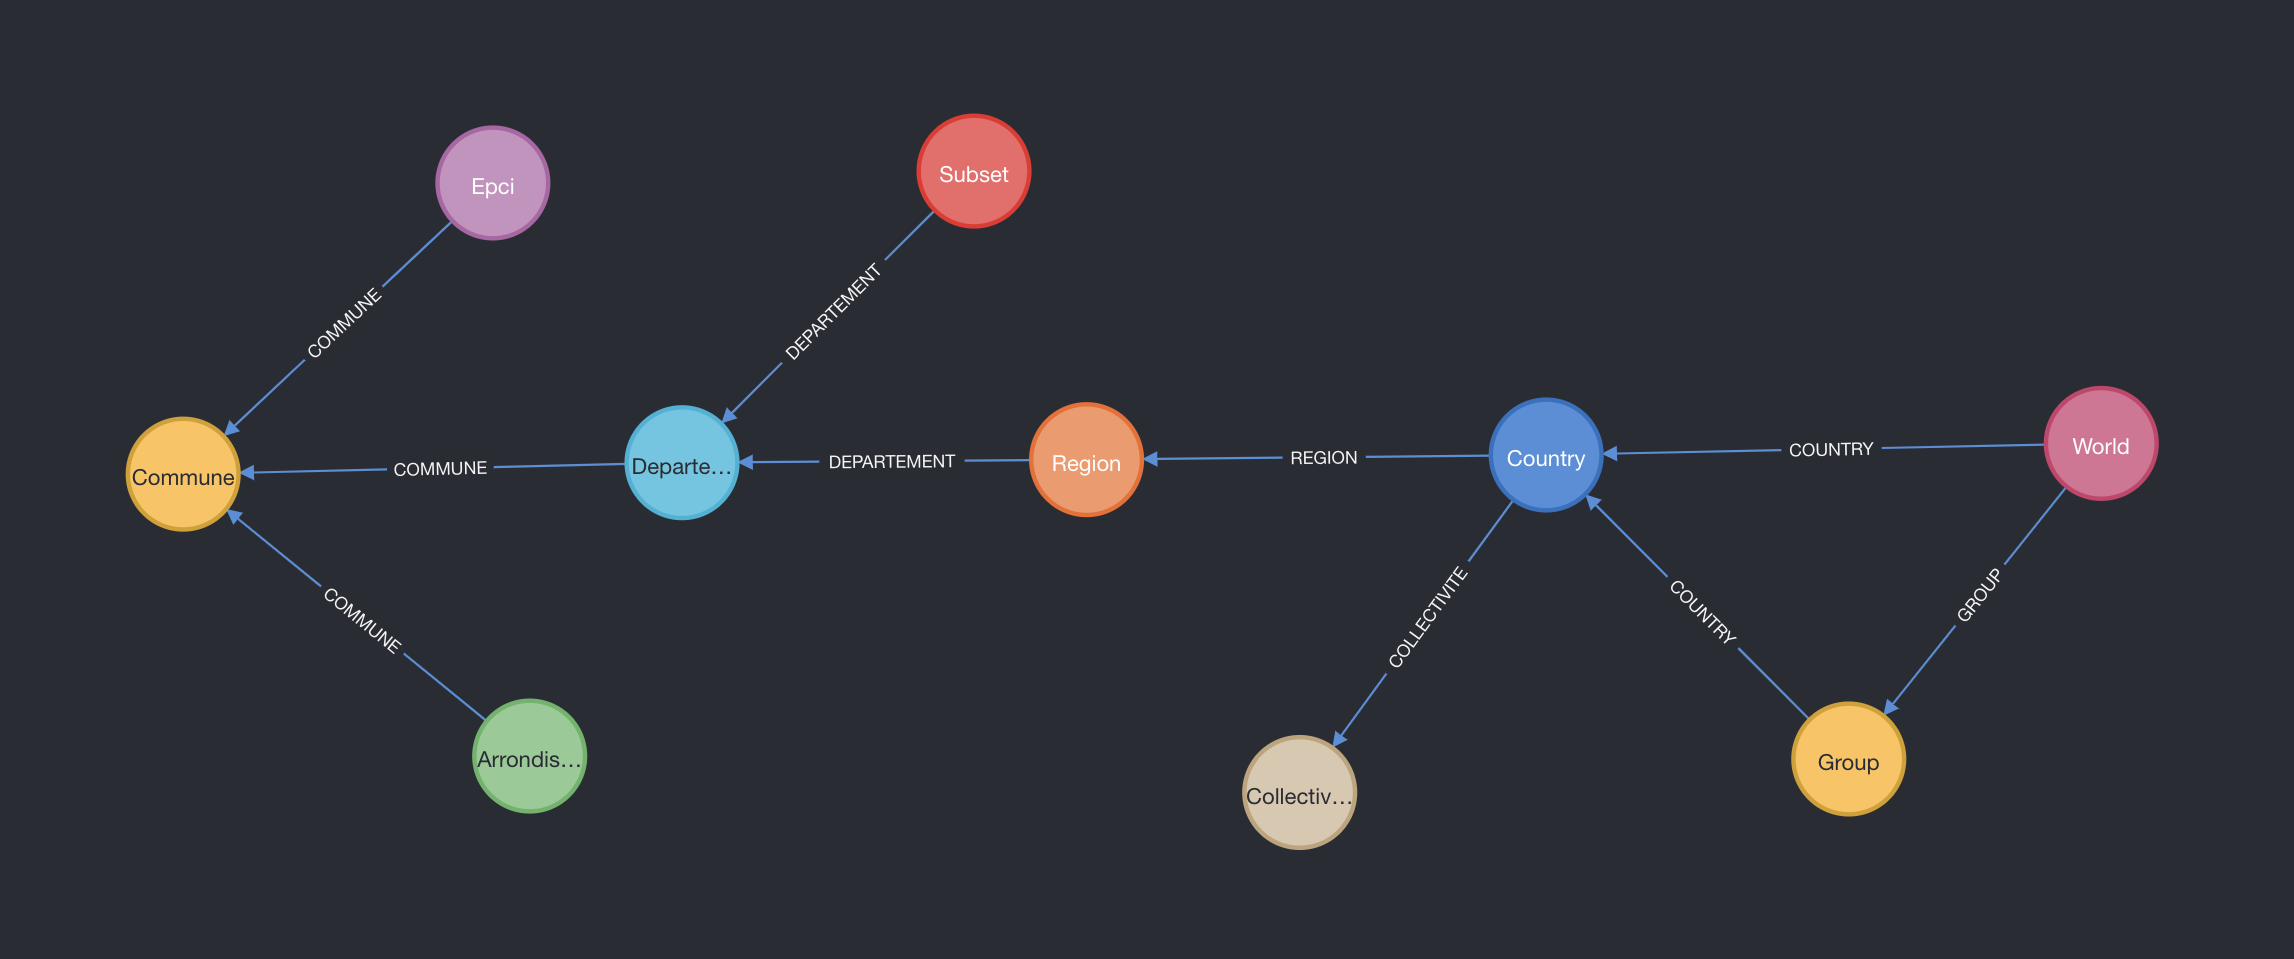 Epci
Subset
COMMUNE
DEPARTEMENT
Commune
COMMUNE
Departe...
DEPARTEMENT
Region
REGION
Country
COUNTRY
World
COMMUNE
COLLECTIVITE
COUNTRY
GROUP
Arrondis...
Collectiv...
Group